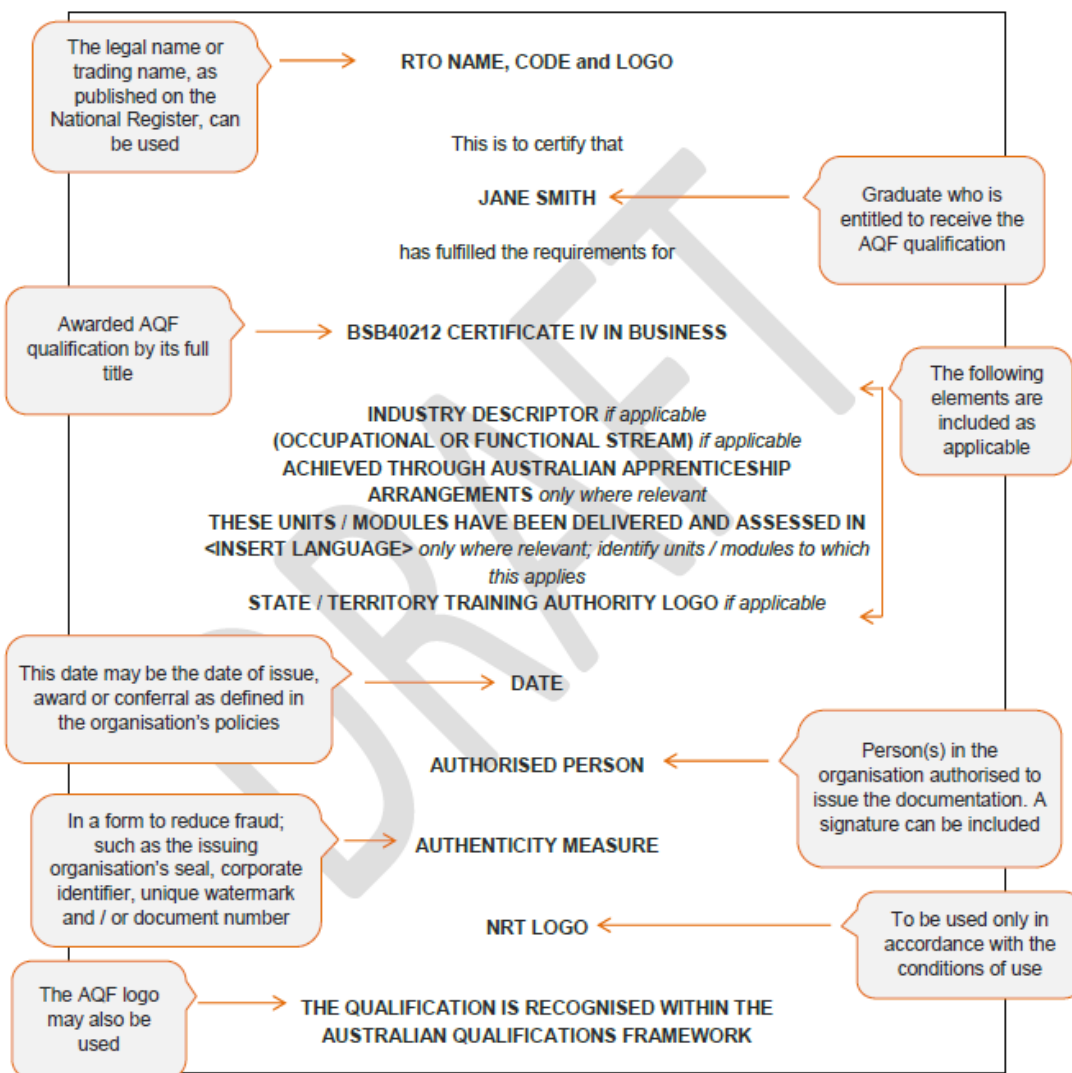 The legal name or
trading name, as
published on the
National Register, can
be used
RTO NAME, CODE and LOGO
This is to certify that
JANE SMITH
Graduate who is
entitled to receive the
AQF qualification
has fulfilled the requirements for
Awarded AQF
qualification by its full
title
BSB40212 CERTIFICATE IV IN BUSINESS
The following
elements are
included as
applicable
INDUSTRY DESCRIPTOR if applicable
(OCCUPATIONAL OR FUNCTIONAL STREAM) if applicable
ACHIEVED THROUGH AUSTRALIAN APPRENTICESHIP
ARRANGEMENTS only where relevant
THESE UNITS / MODULES HAVE BEEN DELIVERED AND ASSESSED IN
<INSERT LANGUAGE> only where relevant; identify units / modules to which
this applies
STATE / TERRITORY TRAINING AUTHORITY LOGO if applicable
This date may be the date of issue,
award or conferral as defined in
the organisation's policies
DATE
AUTHORISED PERSON
Person(s) in the
organisation authorised to
issue the documentation. A
signature can be included
In a form to reduce fraud;
such as the issuing
organisation's seal, corporate
identifier, unique watermark
and / or document number
AUTHENTICITY MEASURE
NRT LOGO
To be used only in
accordance with the
conditions of use
The AQF logo
may also be
used
THE QUALIFICATION IS RECOGNISED WITHIN THE
AUSTRALIAN QUALIFICATIONS FRAMEWORK
DRAFT